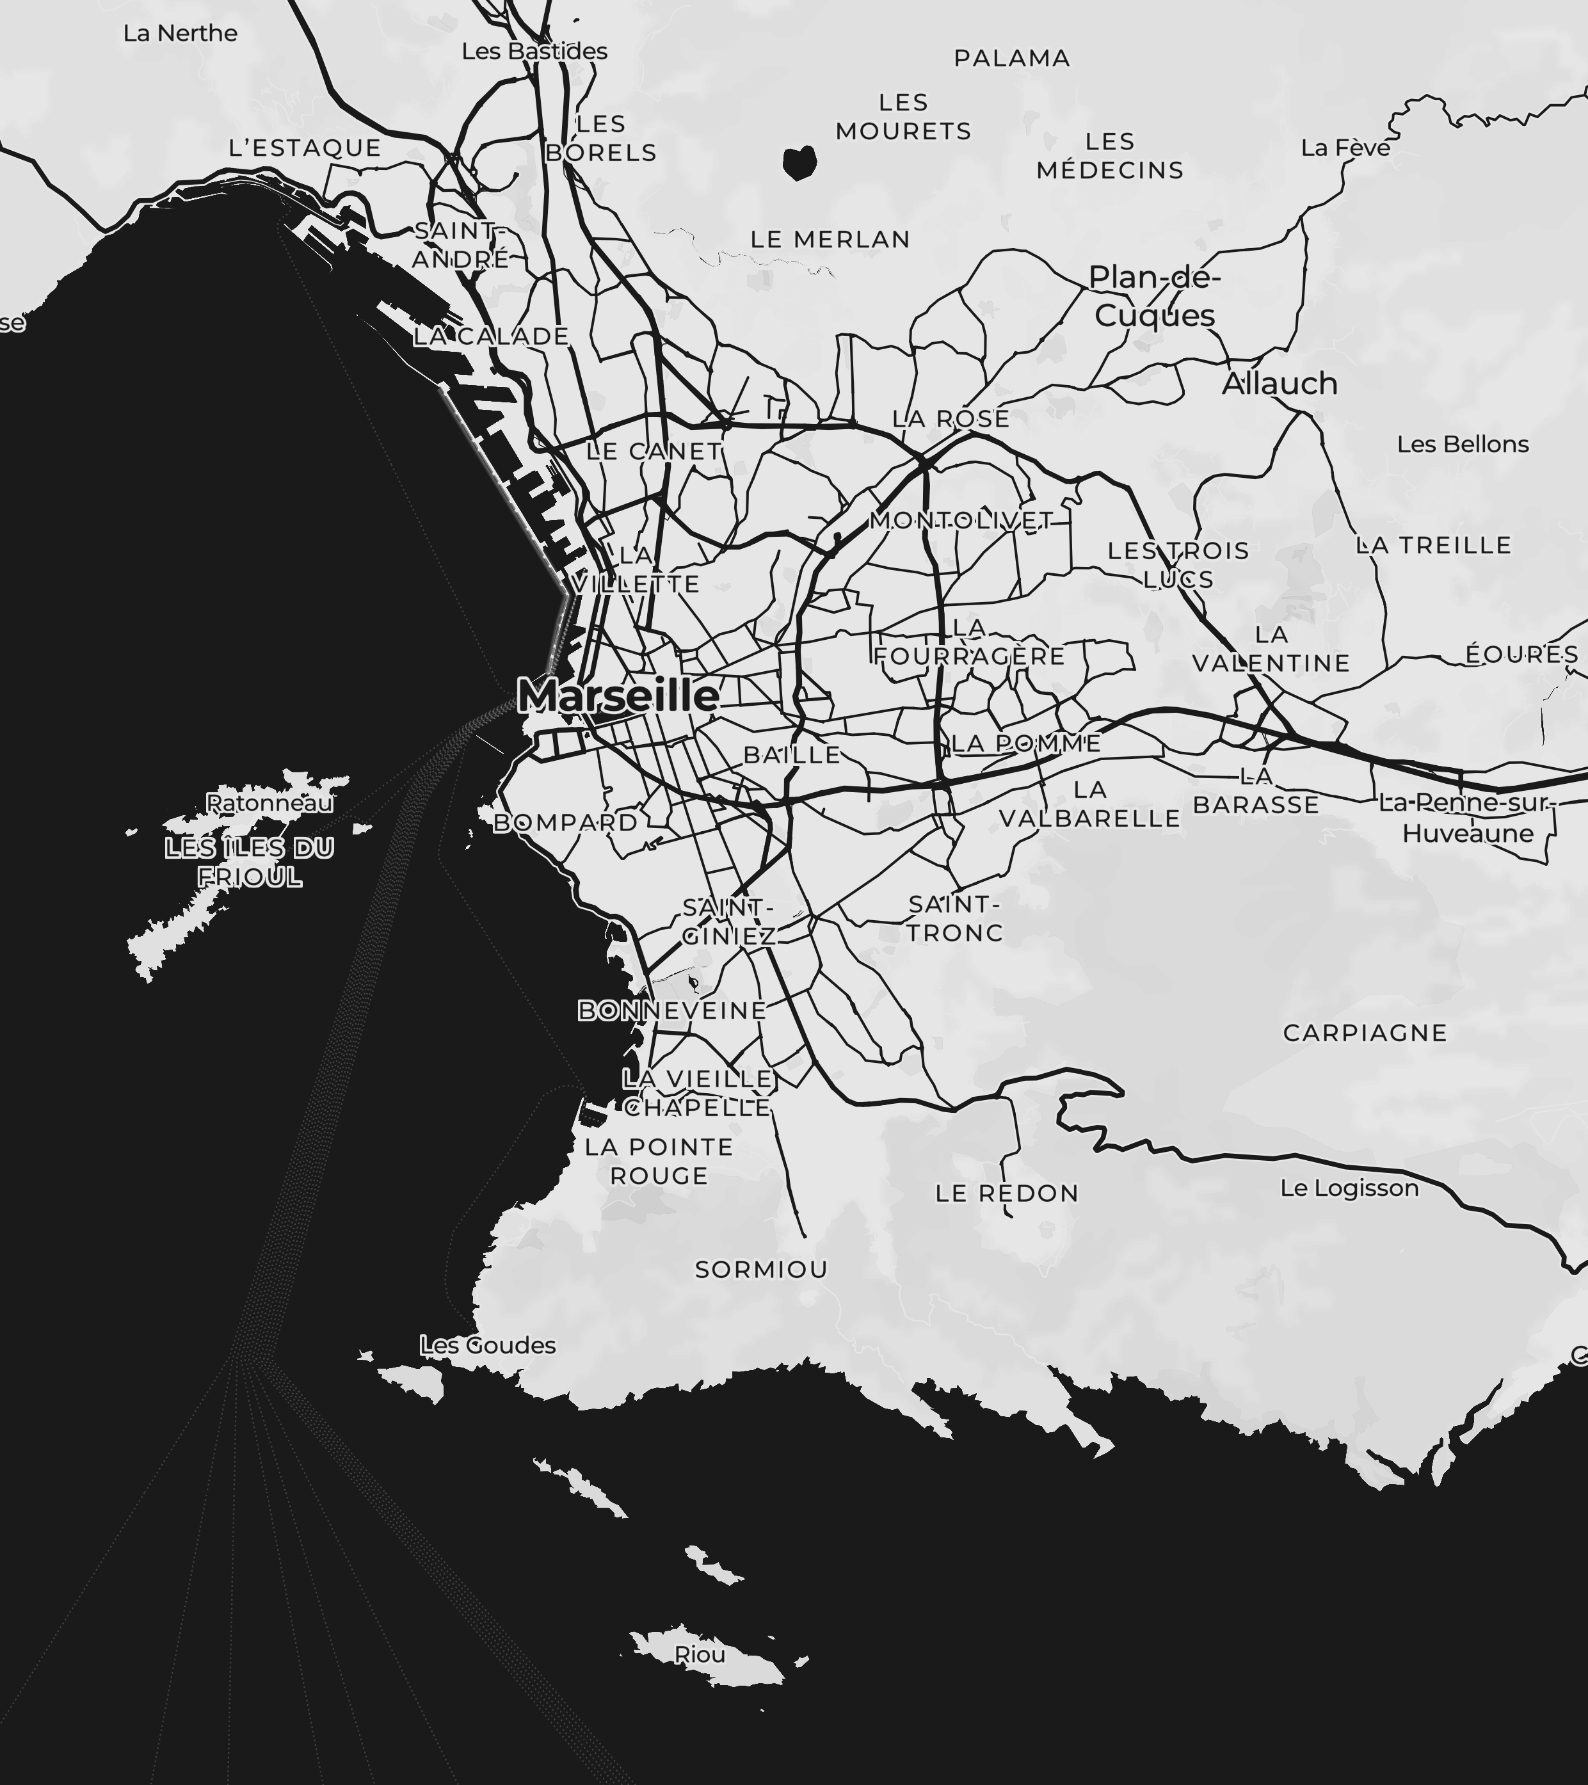 La Nerthe
Les Bastides
PALAMA
LES
MOURETS
LES
BORELS
LES
MÉDECINS
La Fève
L'ESTAQUE
SAINT-
ANDRÉ
LE MERLAN
Plan-de-
Cuques
se
LA CALADE
Allauch
LA ROSE
Les Bellons
LE CANET
MONTOLIVET
LES TROIS
LUCS
LA TREILLE
LA
VILLETTE
LA
FOURRAGÈRE
LA
VALENTINE
ÉOURES
Marseille
LA POMME
BAILLE
LA
BARASSE
LA
VALBARELLE
La Penne-sur-
Huveaune
Ratonneau
BOMPARD
LES ÎLES DU
FRIOUL
SAINT-
GINIEZ
SAINT-
TRONC
BONNEVEINE
CARPIAGNE
LA VIEILLE
CHAPELLE
LA POINTE
ROUGE
LE REDON
Le Logisson
SORMIOU
Les Goudes
C
Riou